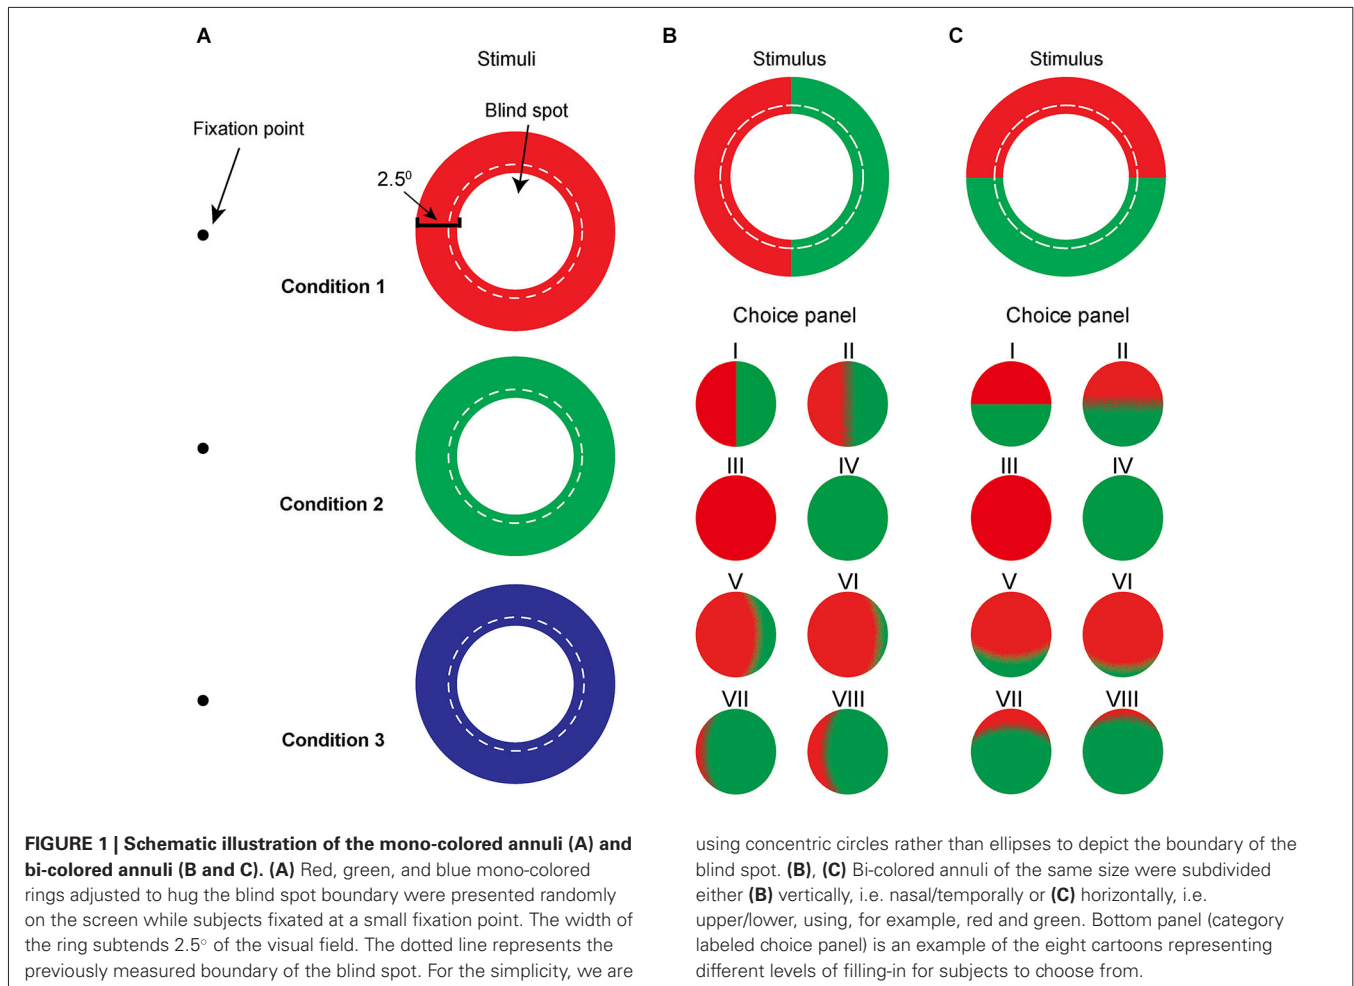 A
B
C
Stimuli
Stimulus
Stimulus
Blind spot
Fixation point
2.5⁰
Condition 1
Choice panel
Choice panel
I
II
I
II
III
IV
III
IV
Condition 2
V
VI
V
VI
VII
VIII
VII
VIII
Condition 3
FIGURE 1 | Schematic illustration of the mono-colored annuli (A) and
bi-colored annuli (B and C). (A) Red, green, and blue mono-colored
rings adjusted to hug the blind spot boundary were presented randomly
on the screen while subjects fixated at a small fixation point. The width of
the ring subtends 2.5° of the visual field. The dotted line represents the
previously measured boundary of the blind spot. For the simplicity, we are
using concentric circles rather than ellipses to depict the boundary of the
blind spot. (B), (C) Bi-colored annuli of the same size were subdivided
either (B) vertically, i.e. nasal/temporally or (C) horizontally, i.e.
upper/lower, using, for example, red and green. Bottom panel (category
labeled choice panel) is an example of the eight cartoons representing
different levels of filling-in for subjects to choose from.